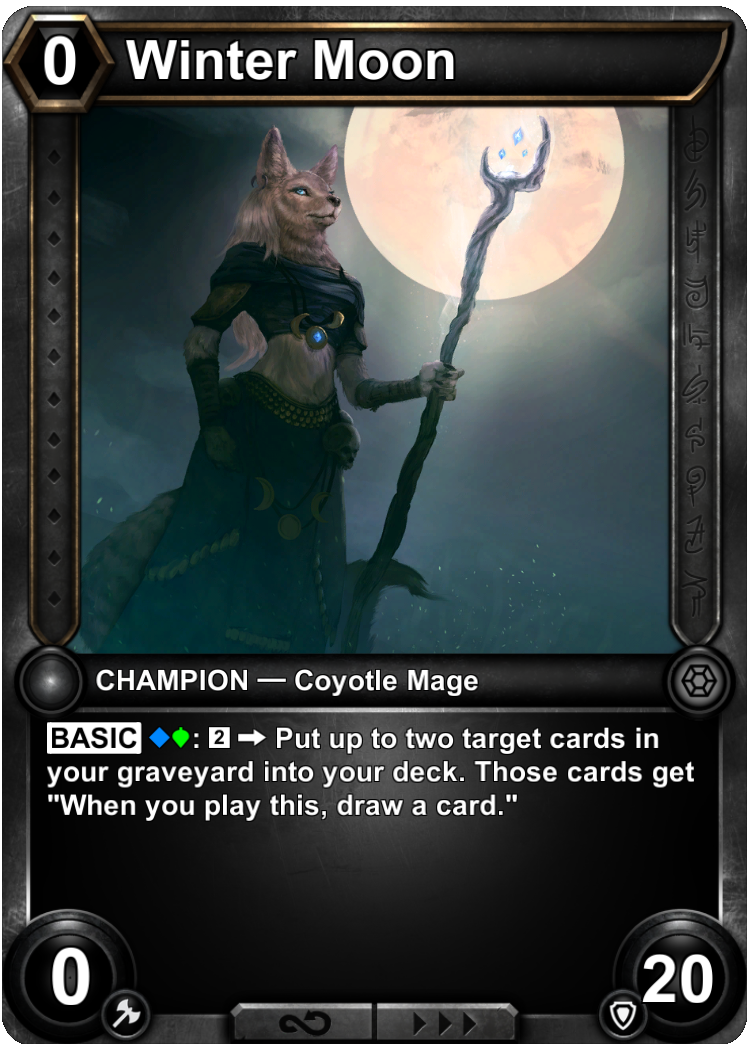 0 Winter Moon
CHAMPION — Coyotle Mage
BASIC : 2 → Put up to two target cards in
your graveyard into your deck. Those cards get
"When you play this, draw a card."
0 20